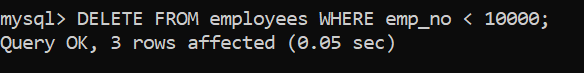 mysql> DELETE FROM employees WHERE emp_no < 10000;
Query OK, 3 rows affected (0.05 sec)